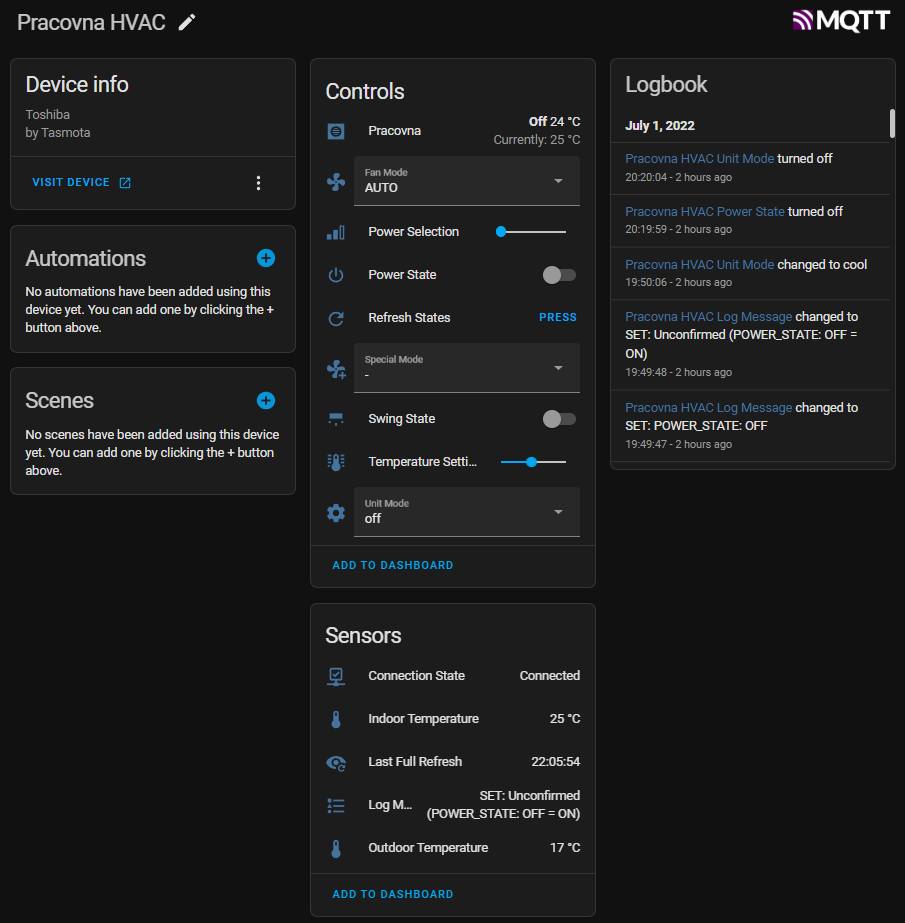 Pracovna HVAC
MQTT
Device info
Toshiba
by Tasmota
VISIT DEVICE
Automations
No automations have been added using this
device yet. You can add one by clicking the +
button above.
Scenes
No scenes have been added using this device
yet. You can add one by clicking the + button
above.
Controls
Pracovna
Off 24 °C
Currently: 25 °C
Fan Mode
AUTO
Power Selection
Power State
Refresh States
PRESS
Special Mode
-
Swing State
Temperature Setti...
Unit Mode
off
ADD TO DASHBOARD
Sensors
Connection State
Connected
Indoor Temperature
25 °C
Last Full Refresh
22:05:54
Log M...
SET: Unconfirmed
(POWER_STATE: OFF = ON)
Outdoor Temperature
17 °C
ADD TO DASHBOARD
Logbook
July 1, 2022
Pracovna HVAC Unit Mode turned off
20:20:04 - 2 hours ago
Pracovna HVAC Power State turned off
20:19:59 - 2 hours ago
Pracovna HVAC Unit Mode changed to cool
19:50:06 - 2 hours ago
Pracovna HVAC Log Message changed to
SET: Unconfirmed (POWER_STATE: OFF =
ON)
19:49:48 - 2 hours ago
Pracovna HVAC Log Message changed to
SET: POWER_STATE: OFF
19:49:47 - 2 hours ago